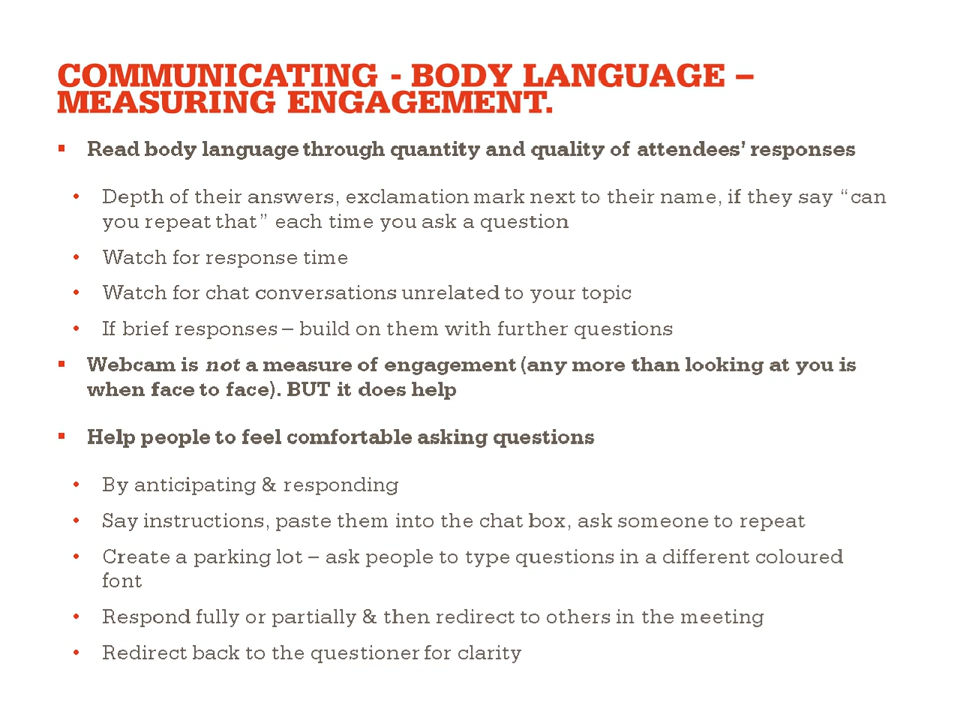 COMMUNICATING - BODY LANGUAGE –
MEASURING ENGAGEMENT.
▪ Read body language through quantity and quality of attendees’ responses
• Depth of their answers, exclamation mark next to their name, if they say “can
you repeat that” each time you ask a question
• Watch for response time
• Watch for chat conversations unrelated to your topic
• If brief responses – build on them with further questions
▪ Webcam is not a measure of engagement (any more than looking at you is
when face to face). BUT it does help
▪ Help people to feel comfortable asking questions
• By anticipating & responding
• Say instructions, paste them into the chat box, ask someone to repeat
• Create a parking lot – ask people to type questions in a different coloured
font
• Respond fully or partially & then redirect to others in the meeting
• Redirect back to the questioner for clarity